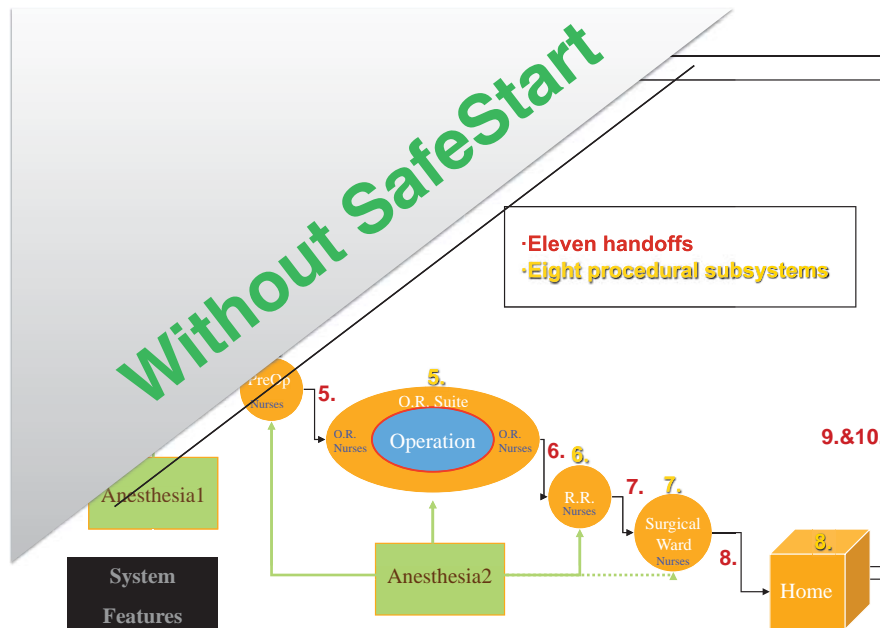 Without SafeStart
·Eleven handoffs
·Eight procedural subsystems
PreOp
Nurses
5.
5.
O.R. Suite
O.R.
Nurses
Operation
O.R.
Nurses
6.
6.
R.R.
Nurses
7.
7.
Surgical
Ward
Nurses
8.
9.&10.
8.
Home
Anesthesia1
Anesthesia2
System
Features